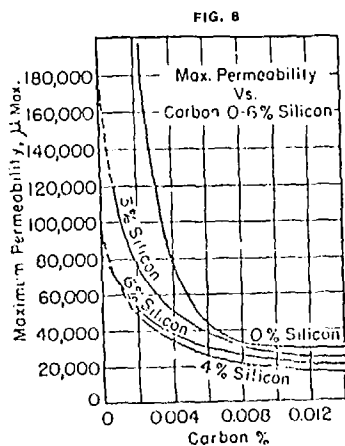 FIG. 8
Max. Permeability
Vs.
Carbon 0-6% Silicon
Maximum Permeability, μ Max.
180,000
160,000
140,000
120,000
100,000
80,000
60,000
40,000
20,000
0
5% Silicon
6% Silicon
4% Silicon
0% Silicon
0 0.004 0.008 0.012
Carbon %